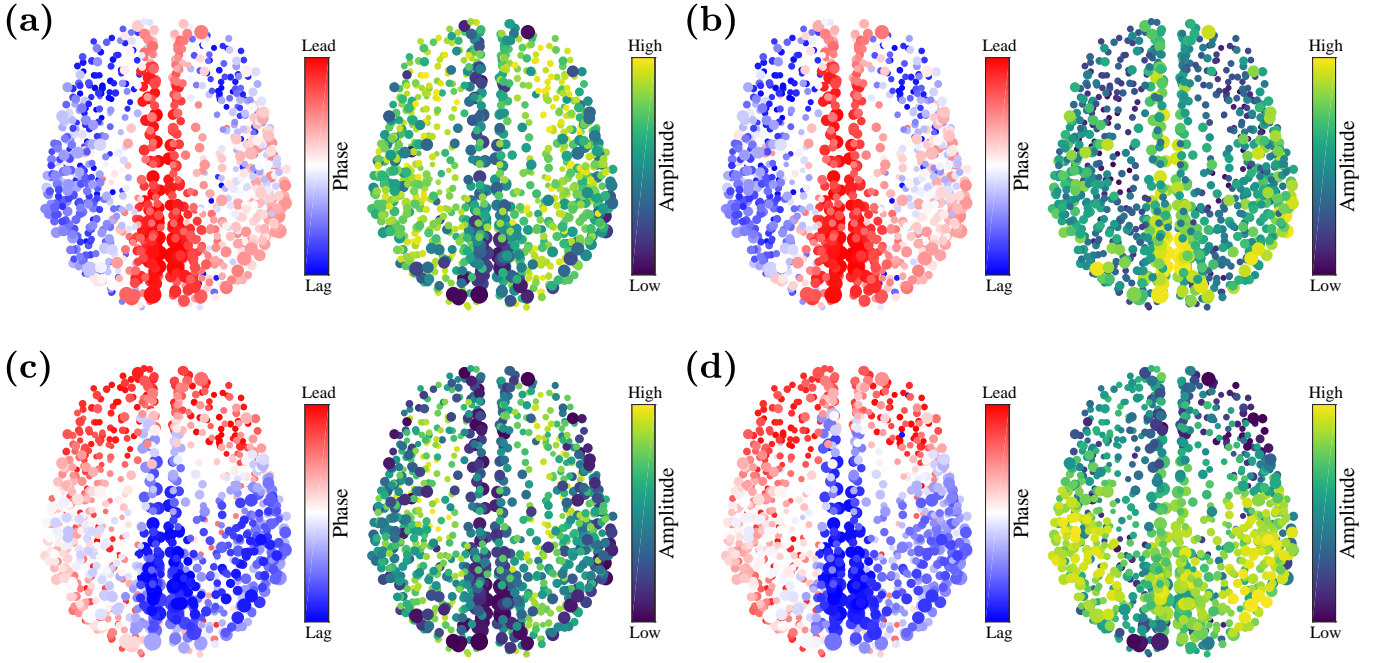 (a)
Lead
Phase
Lag
High
Amplitude
Low
(b)
Lead
Phase
Lag
High
Amplitude
Low
(c)
Lead
Phase
Lag
High
Amplitude
Low
(d)
Lead
Phase
Lag
High
Amplitude
Low